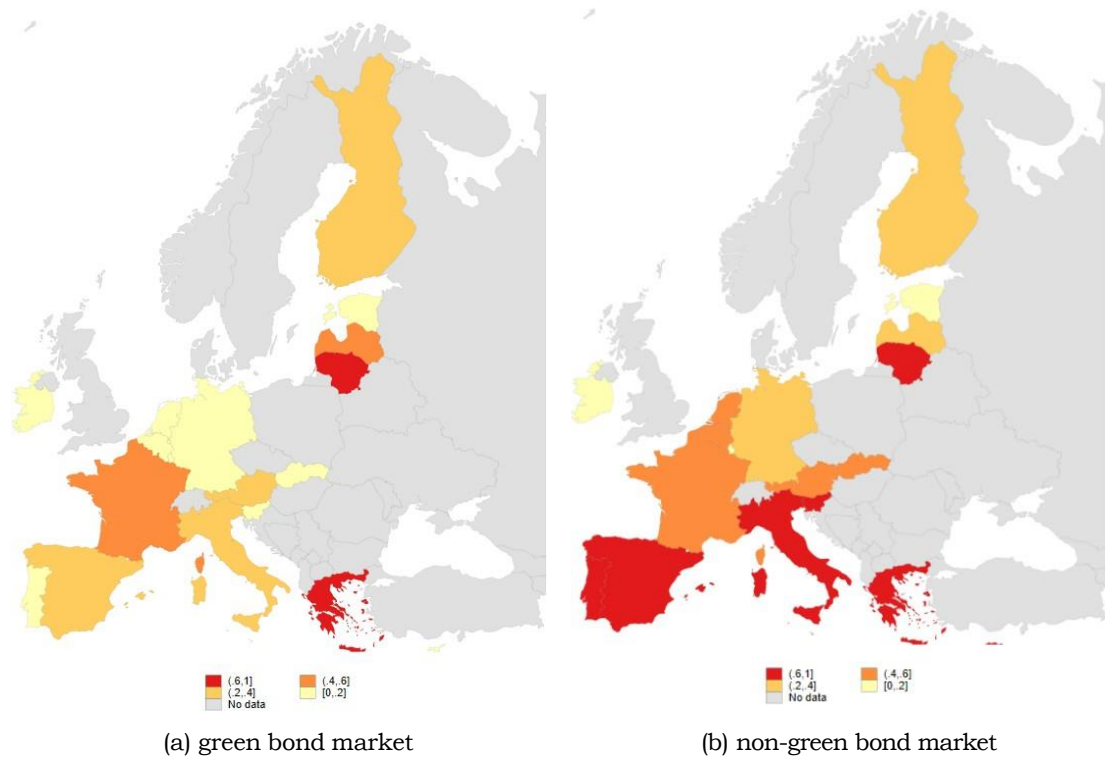 (.6,1] (.4,.6]
(.2,.4] [0,.2]
No data
(.6,1] (.4,.6]
(.2,.4] [0,.2]
No data
(a) green bond market
(b) non-green bond market